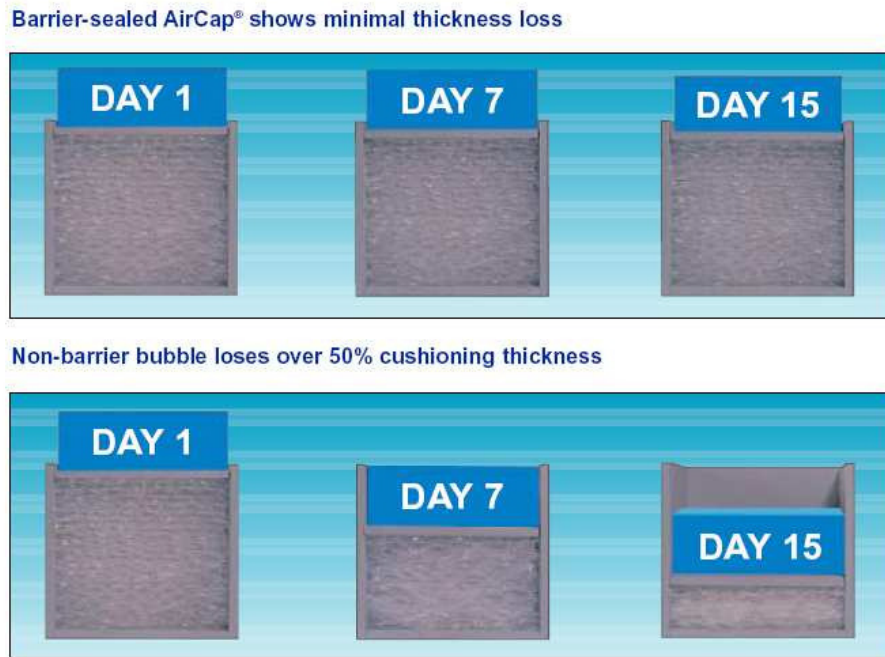 Barrier-sealed AirCap® shows minimal thickness loss
DAY 1
DAY 7
DAY 15
Non-barrier bubble loses over 50% cushioning thickness
DAY 1
DAY 7
DAY 15